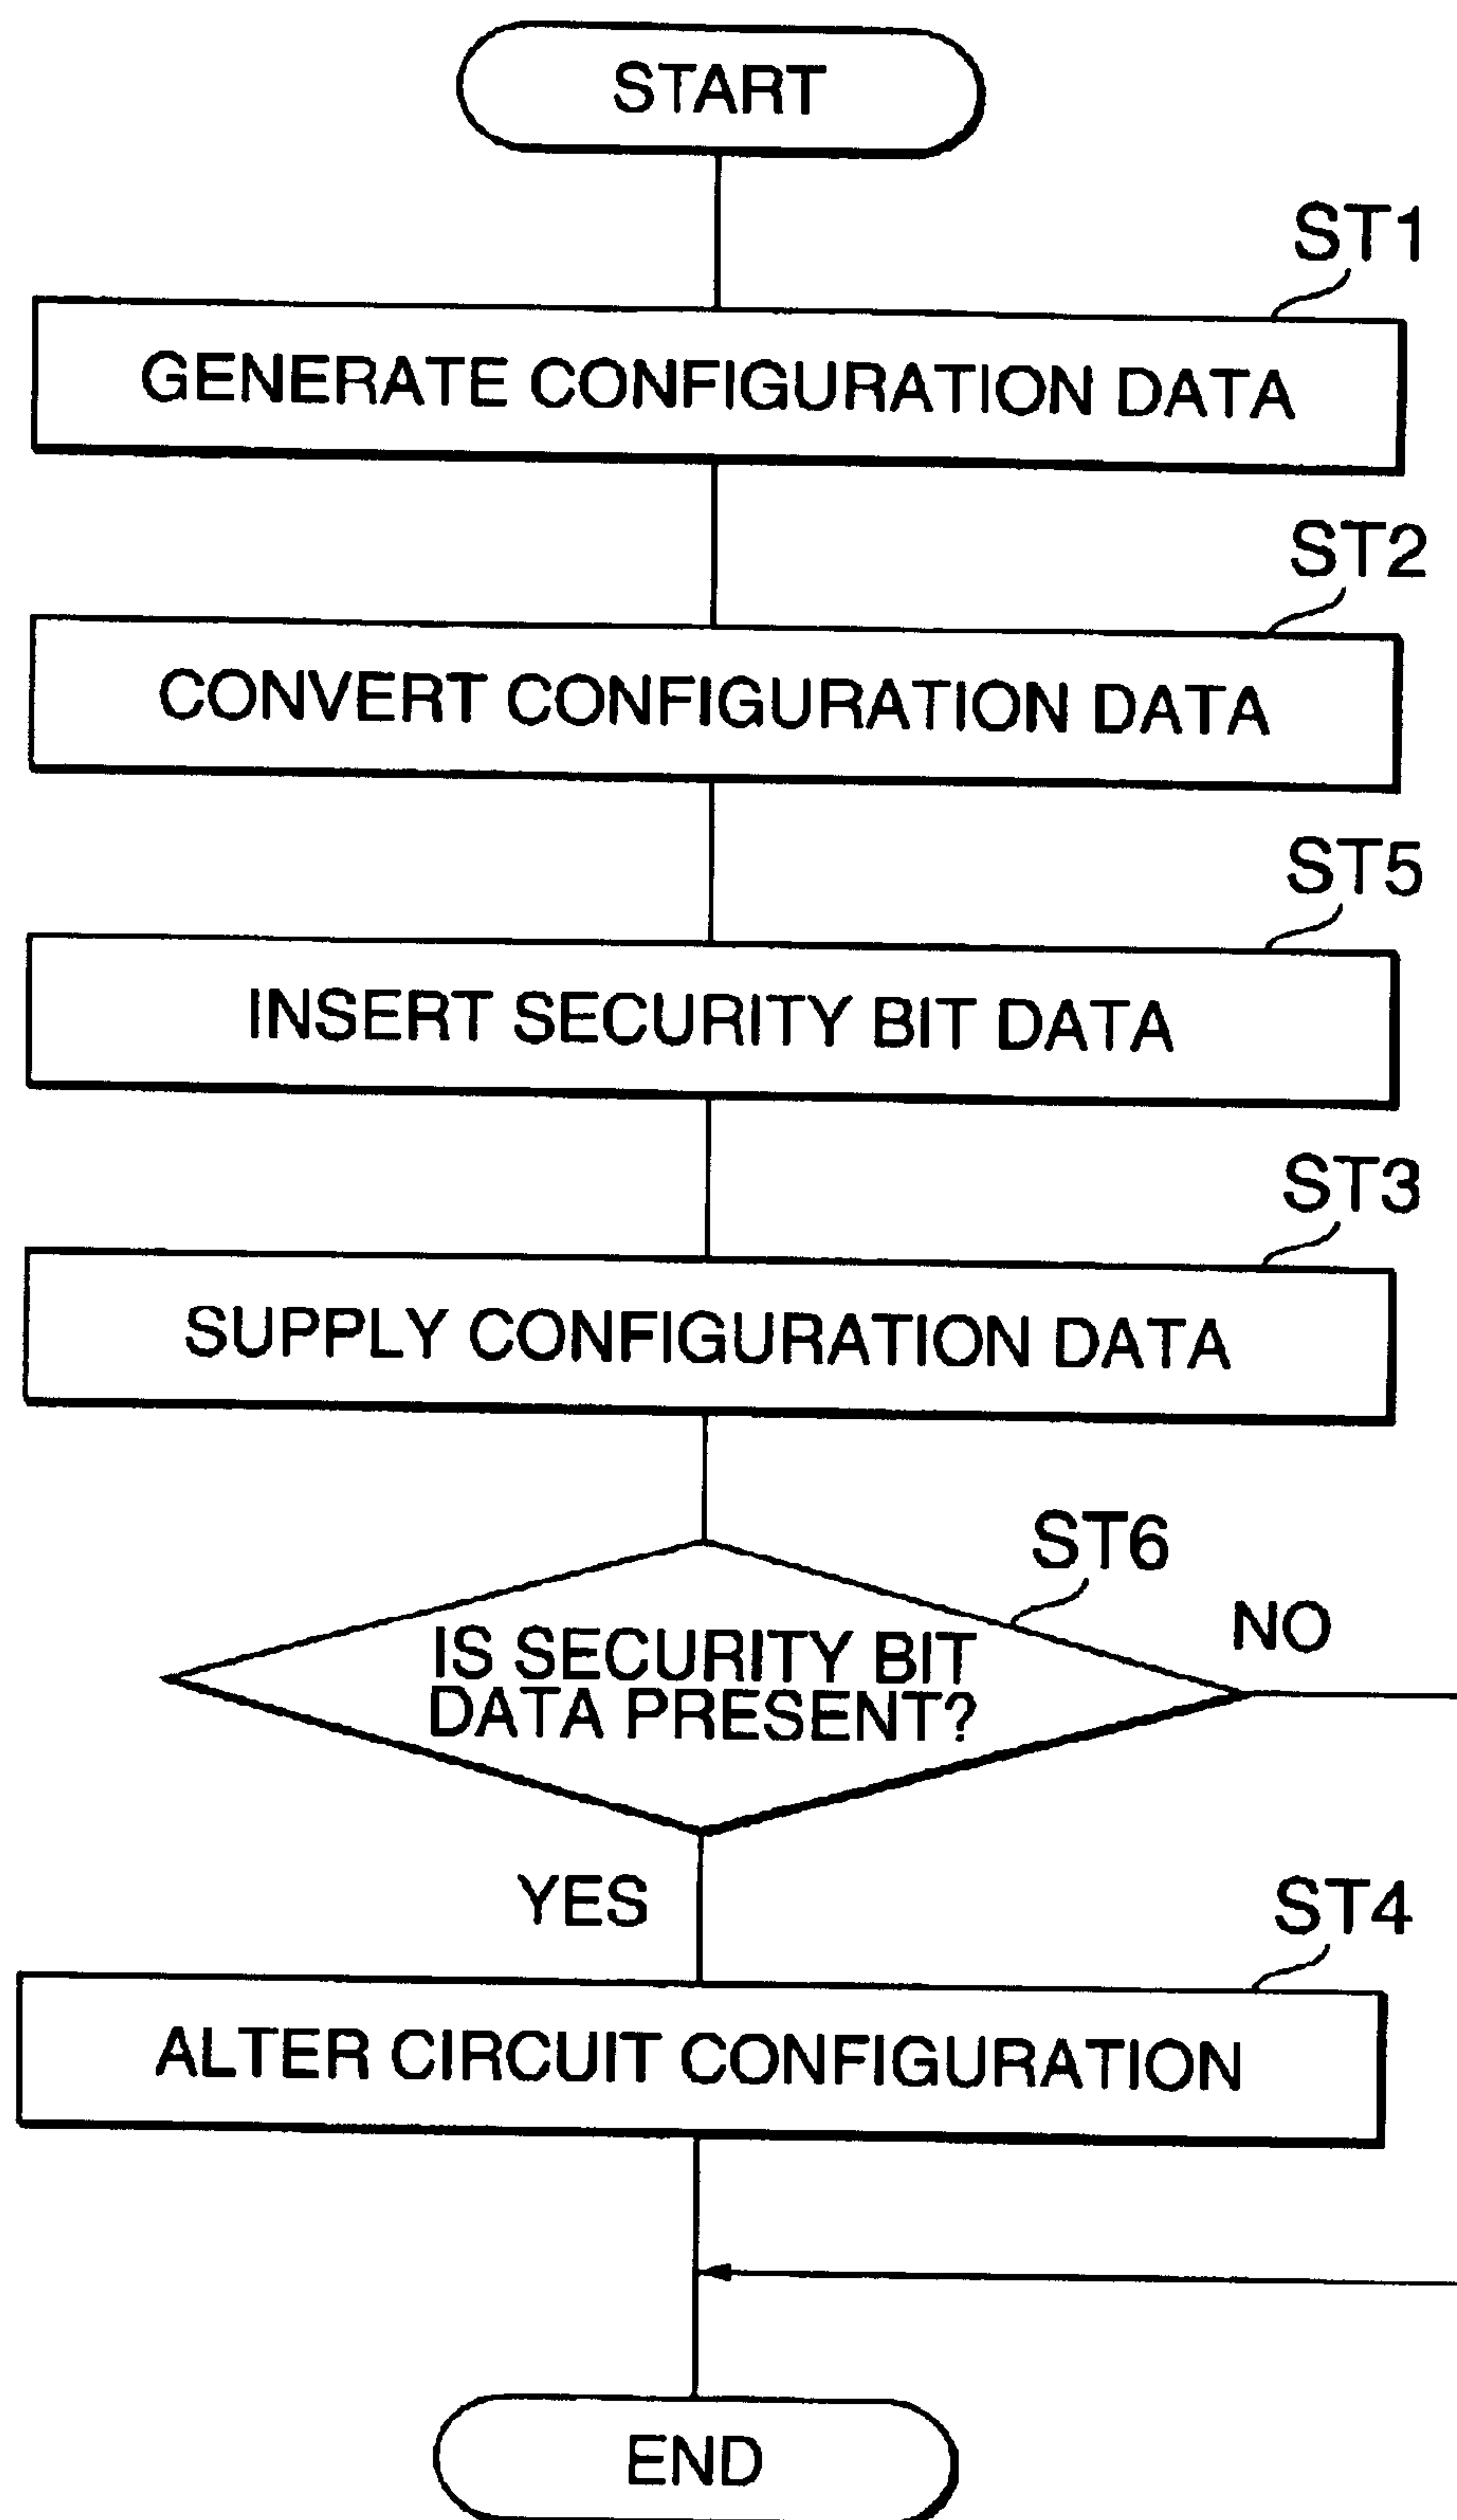 START
ST1
GENERATE CONFIGURATION DATA
ST2
CONVERT CONFIGURATION DATA
ST5
INSERT SECURITY BIT DATA
ST3
SUPPLY CONFIGURATION DATA
ST6
NO
IS SECURITY BIT
DATA PRESENT?
YES
ST4
ALTER CIRCUIT CONFIGURATION
END